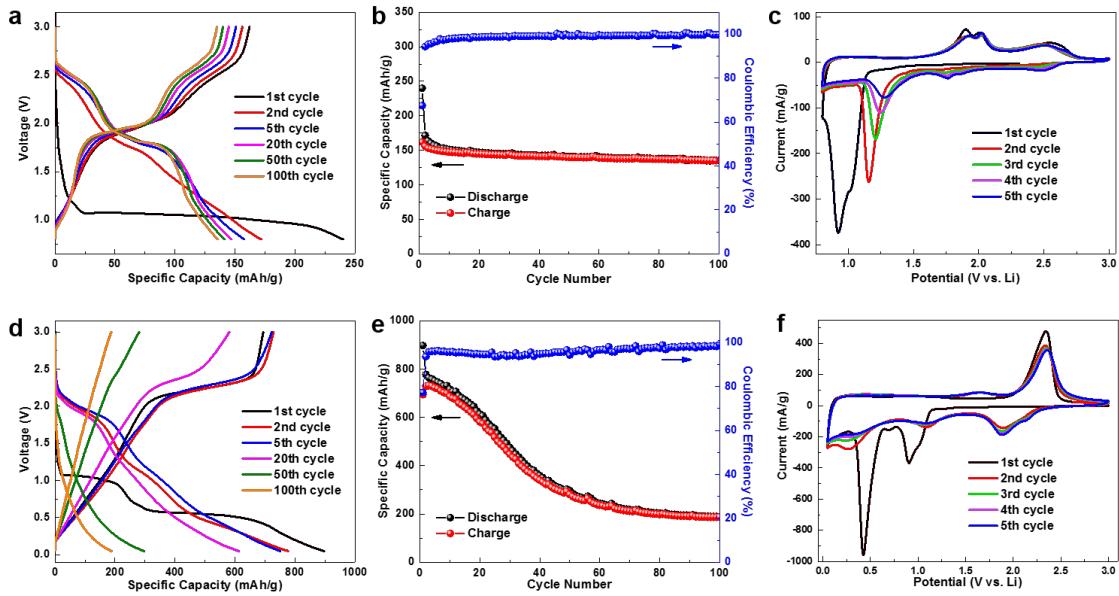 a
Voltage (V)
3.0
2.5
2.0
1.5
1.0
0 50 100 150 200 250
Specific Capacity (mAh/g)
1st cycle
2nd cycle
5th cycle
20th cycle
50th cycle
100th cycle
b
Specific Capacity (mAh/g)
350
300
250
200
150
100
50
0
0 20 40 60 80 100
Cycle Number
Discharge
Charge
100
80
60
40
20
0
Coulombic Efficiency (%)
c
Current (mA/g)
100
0
-100
-200
-300
-400
1.0 1.5 2.0 2.5 3.0
Potential (V vs. Li)
1st cycle
2nd cycle
3rd cycle
4th cycle
5th cycle
d
Voltage (V)
3.0
2.5
2.0
1.5
1.0
0.5
0.0
0 200 400 600 800 1000
Specific Capacity (mAh/g)
1st cycle
2nd cycle
5th cycle
20th cycle
50th cycle
100th cycle
e
Specific Capacity (mAh/g)
1000
800
600
400
200
0
0 20 40 60 80 100
Cycle Number
Discharge
Charge
100
80
60
40
20
0
Coulombic Efficiency (%)
f
Current (mA/g)
400
200
0
-200
-400
-600
-800
-1000
0.0 0.5 1.0 1.5 2.0 2.5 3.0
Potential (V vs. Li)
1st cycle
2nd cycle
3rd cycle
4th cycle
5th cycle